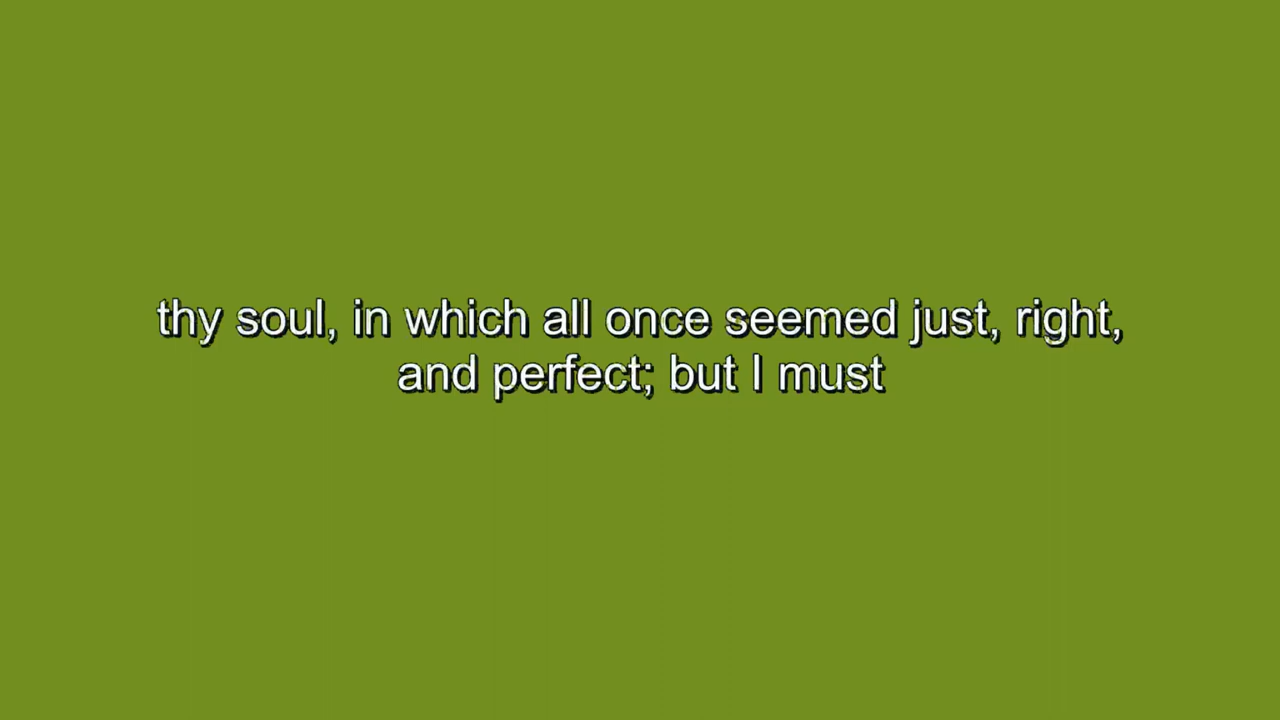 thy soul, in which all once seemed just, right,
and perfect; but I must